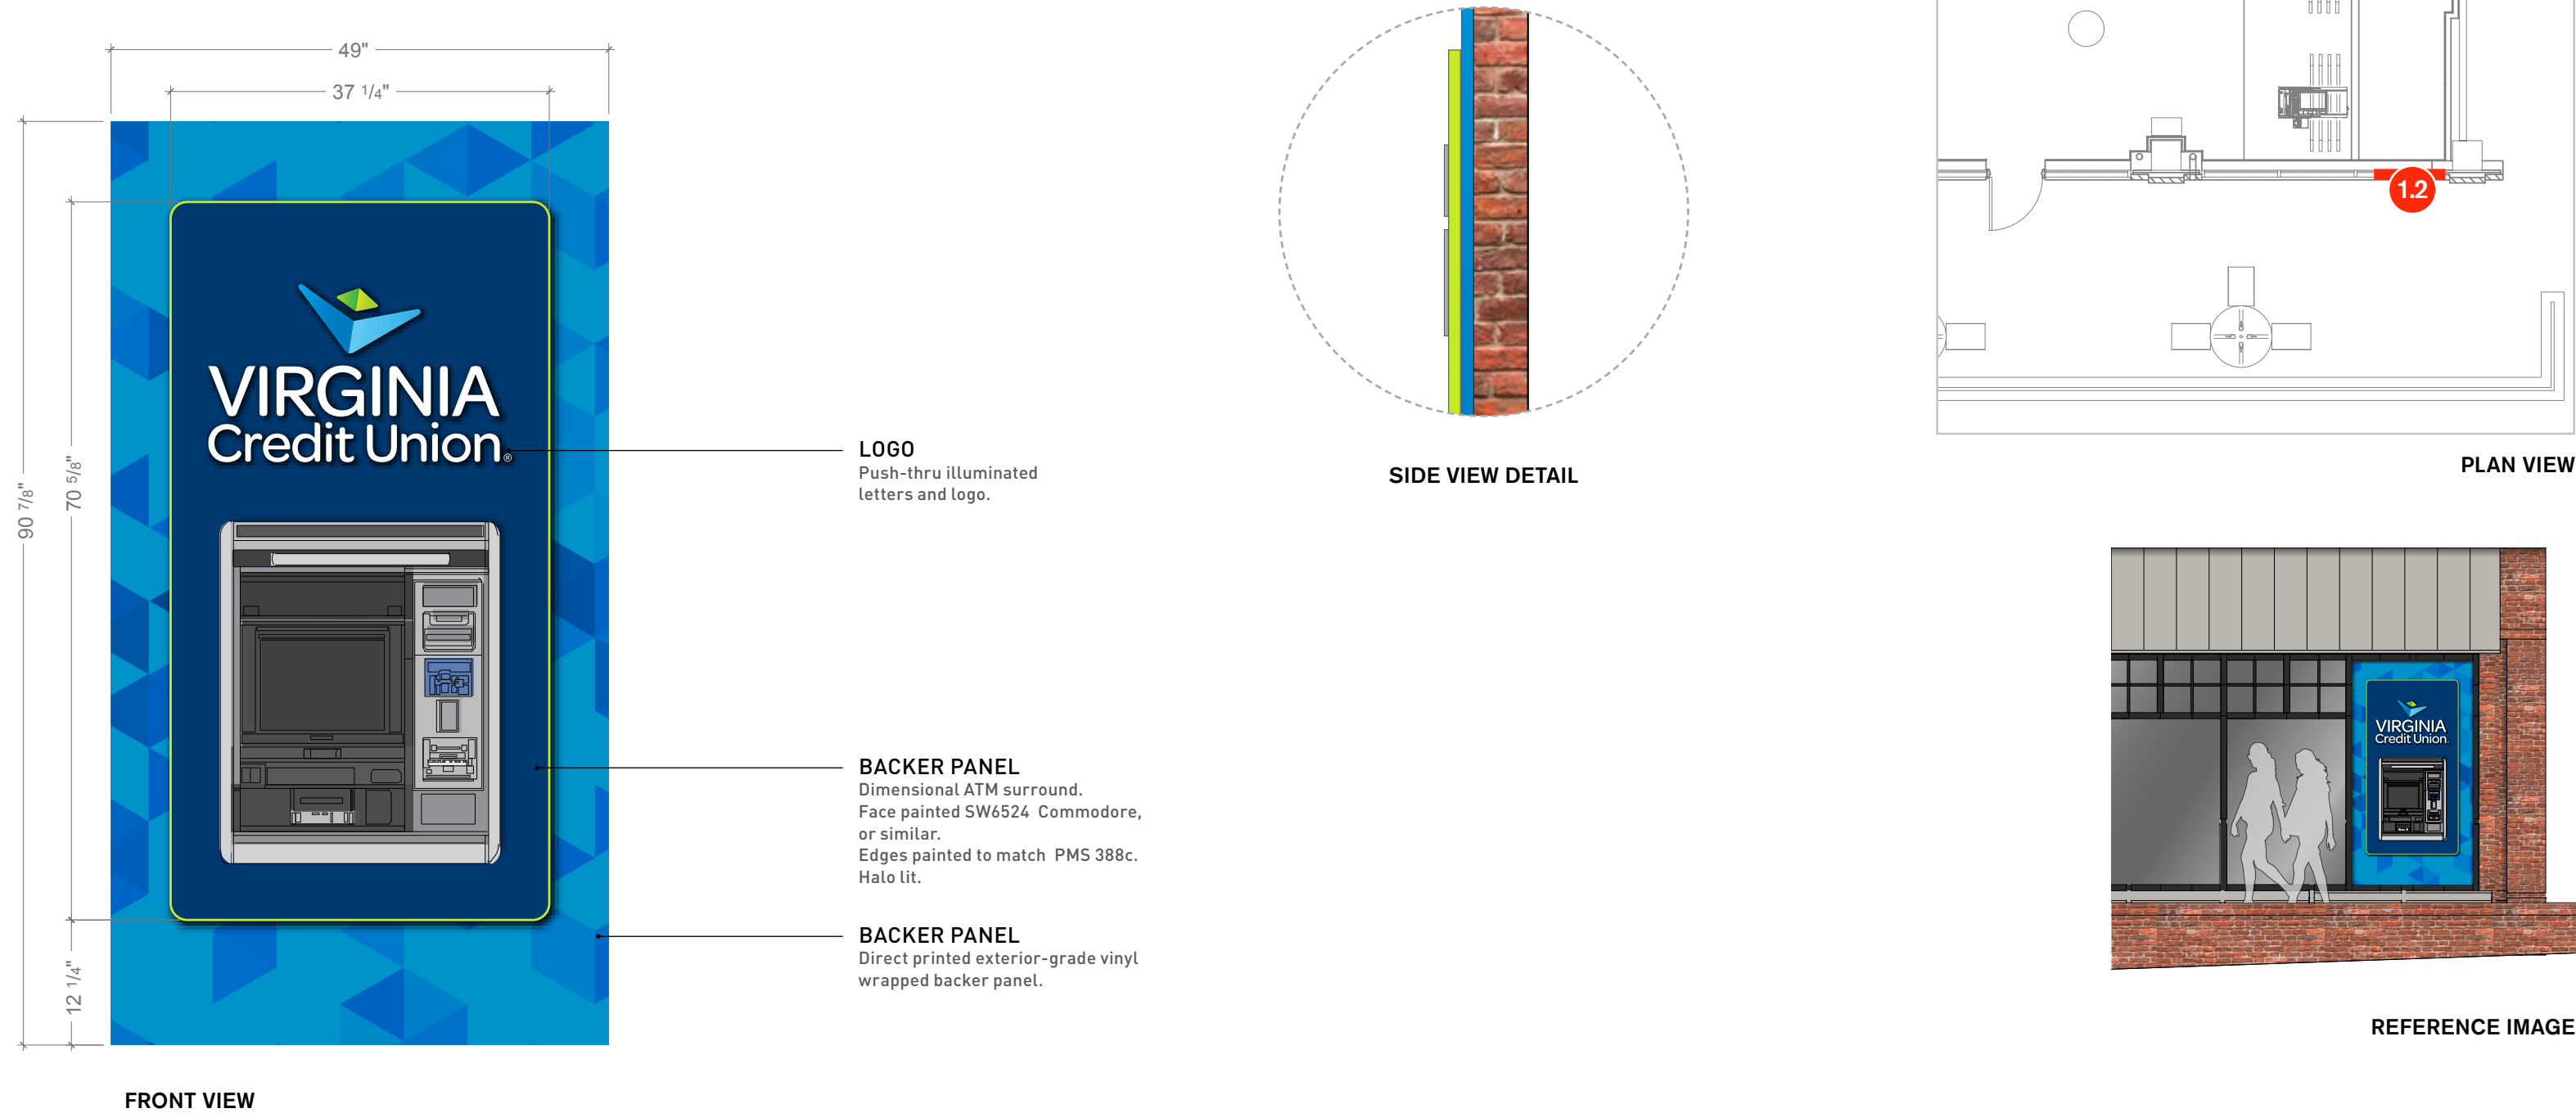 49"
37 1/4"
90 7/8"
70 5/8"
12 1/4"
VIRGINIA
Credit Union®
LOGO
Push-thru illuminated
letters and logo.
BACKER PANEL
Dimensional ATM surround.
Face painted SW6524 Commodore,
or similar.
Edges painted to match PMS 388c.
Halo lit.
BACKER PANEL
Direct printed exterior-grade vinyl
wrapped backer panel.
FRONT VIEW
SIDE VIEW DETAIL
1.2
PLAN VIEW
VIRGINIA
Credit Union
REFERENCE IMAGE